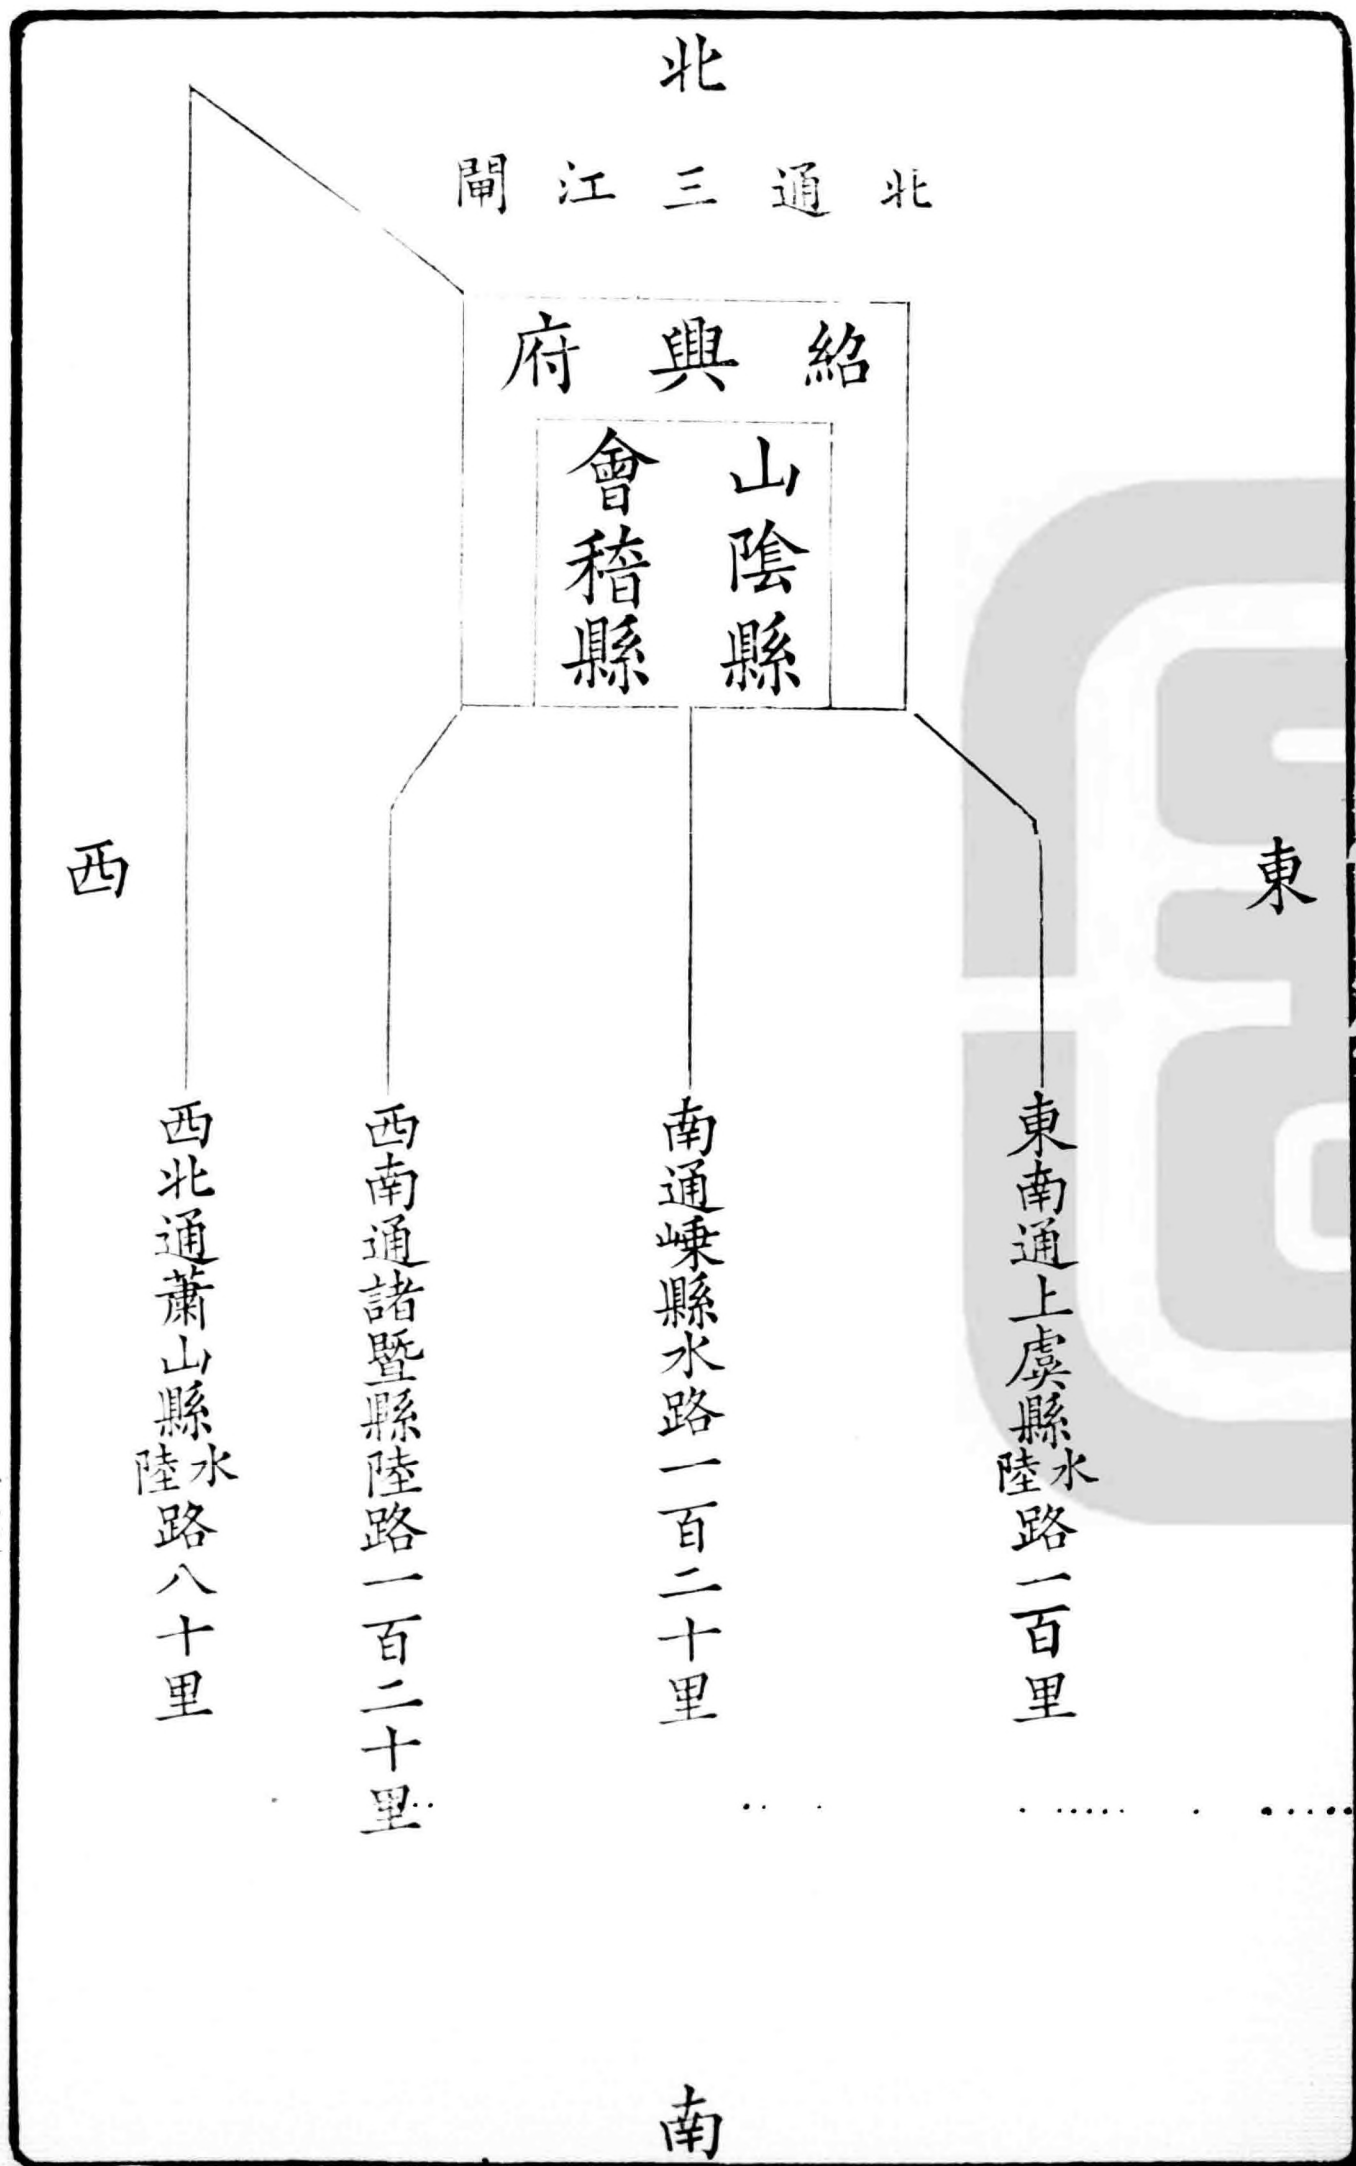 北
北通三江閘
紹興府
山陰縣
會稽縣
東
西
東南通上虞縣水陸路一百里
南通嵊縣水路一百二十里
西南通諸暨縣陸路一百二十里
西北通蕭山縣水陸路八十里
南